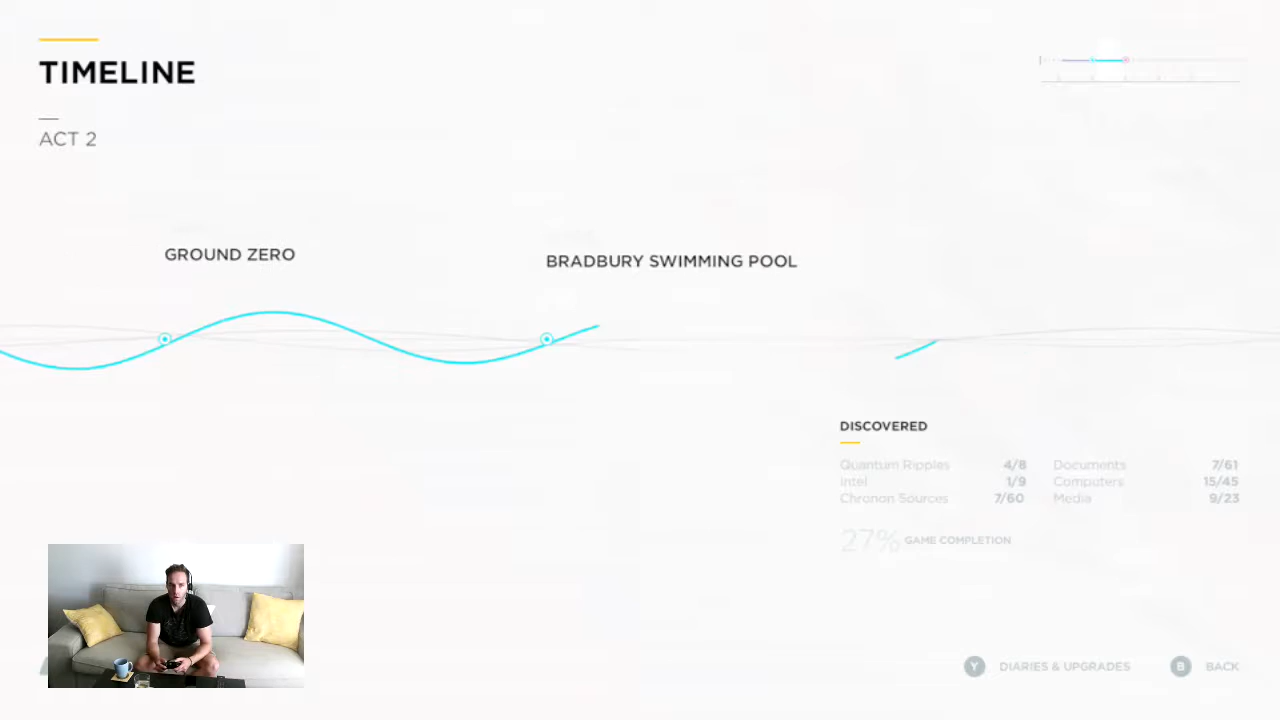 TIMELINE
ACT 2
GROUND ZERO
BRADBURY SWIMMING POOL
DISCOVERED
Quantum Ripples 4/8 Documents 7/61
Intel 1/9 Computers 15/45
Chronon Sources 7/60 Media 9/23
27% GAME COMPLETION
Y DIARIES & UPGRADES B BACK